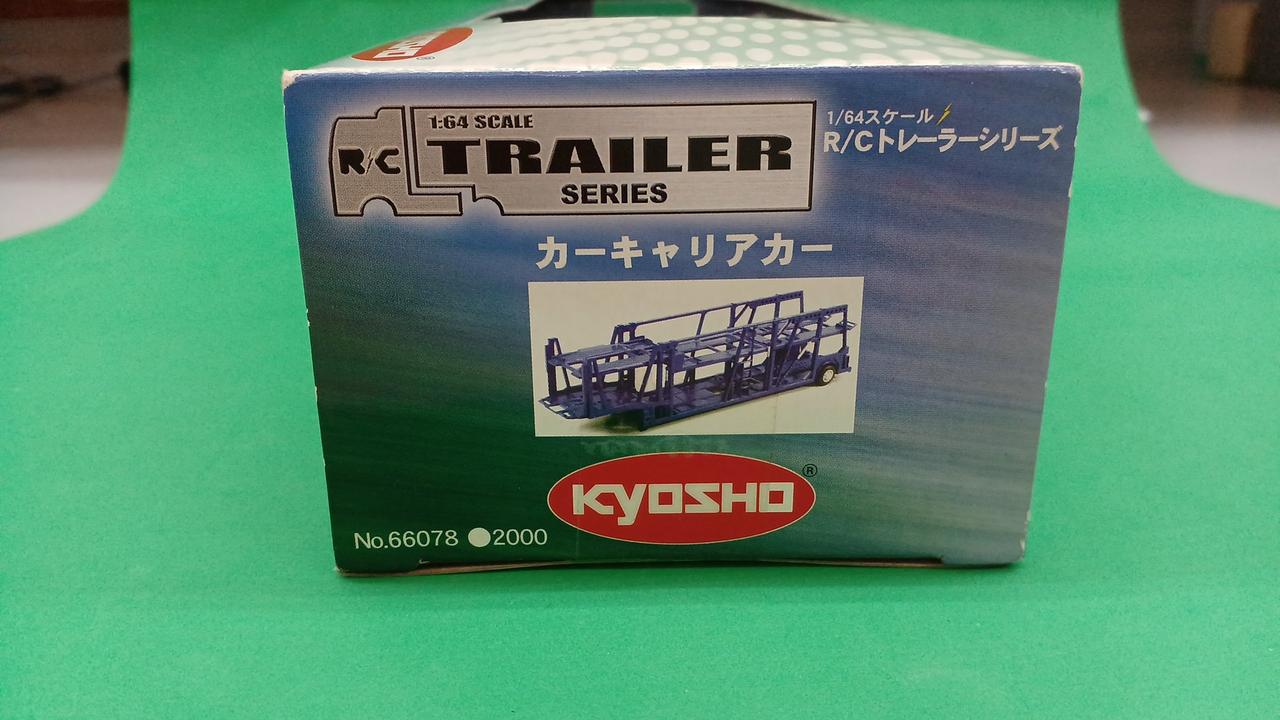 KYOSHO®
1:64 SCALE
R/C TRAILER
SERIES
1/64スケール
R/Cトレーラーシリーズ
カーキャリアカー
KYOSHO®
No.66078 ●2000